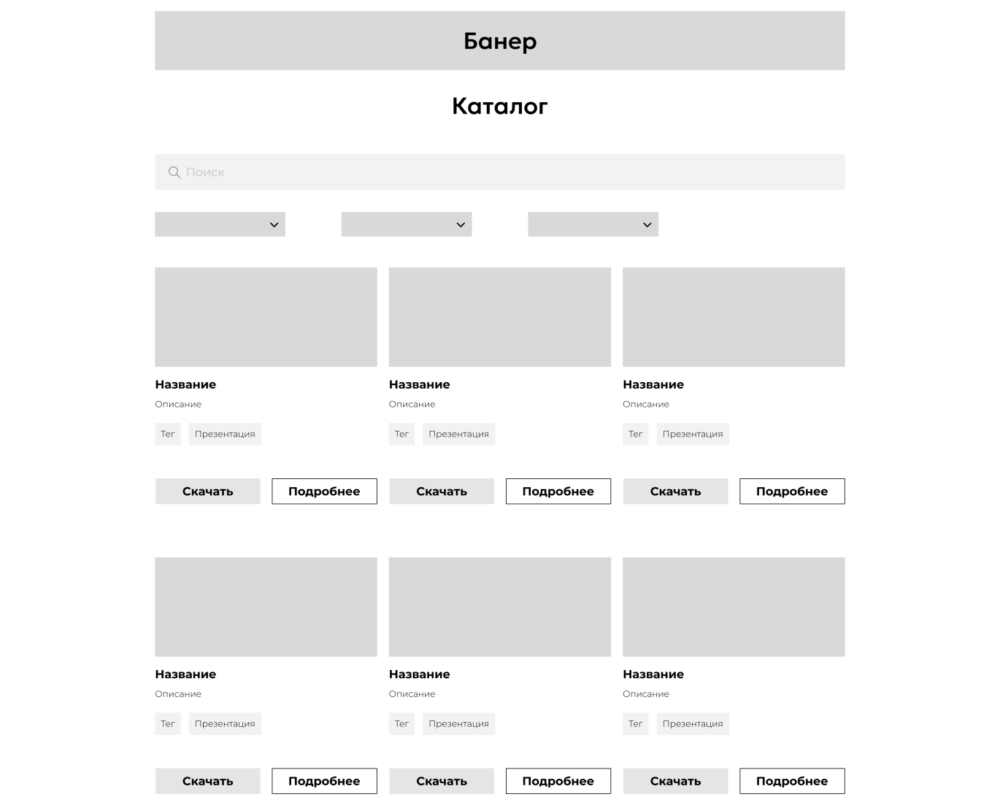 Банер
Каталог
Поиск
Название Название Название
Описание Описание Описание
Тег Презентация Тег Презентация Тег Презентация
Скачать Подробнее Скачать Подробнее Скачать Подробнее
Название Название Название
Описание Описание Описание
Тег Презентация Тег Презентация Тег Презентация
Скачать Подробнее Скачать Подробнее Скачать Подробнее